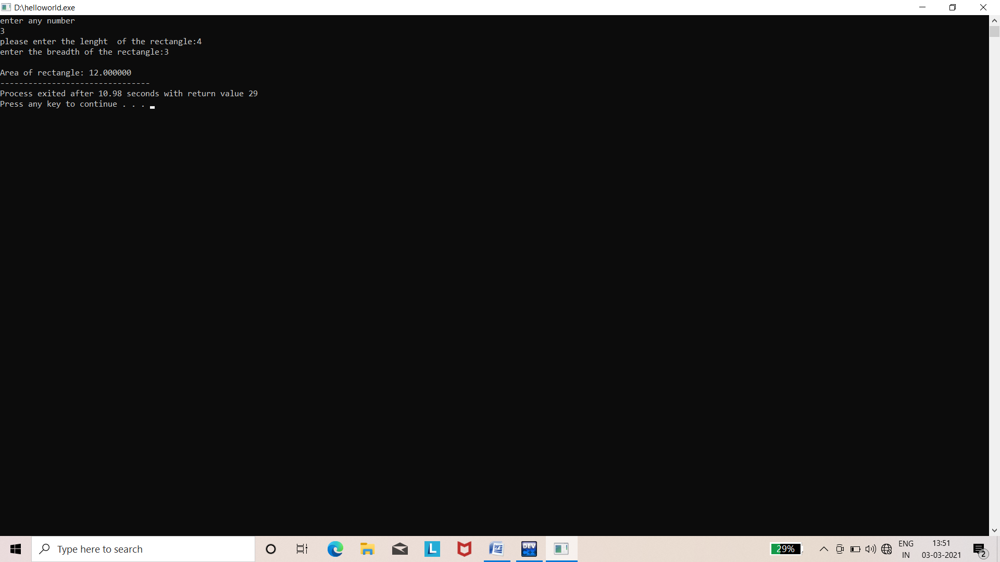 D:\helloworld.exe
enter any number
3
please enter the lenght  of the rectangle:4
enter the breadth of the rectangle:3
Area of rectangle: 12.000000
--------------------------------
Process exited after 10.98 seconds with return value 29
Press any key to continue . . .
Type here to search
L
W
DEV
C++
29%
ENG
IN
13:51
03-03-2021
2